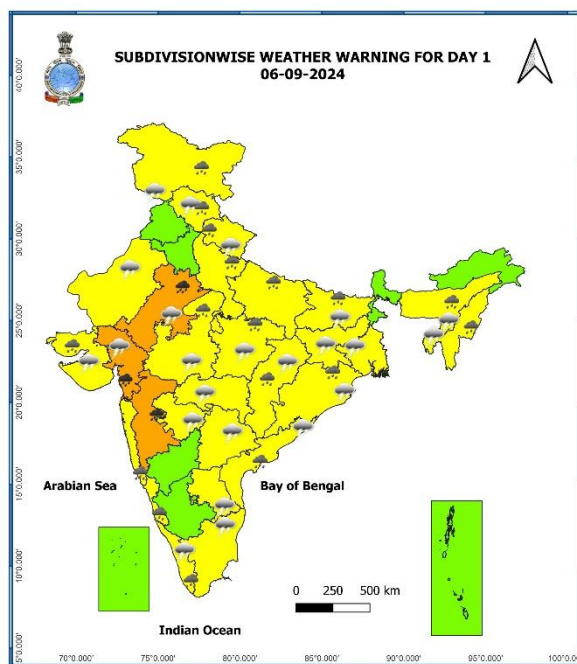 SUBDIVISIONWISE WEATHER WARNING FOR DAY 1
06-09-2024
40°0.000'
35°0.000'
30°0.000'
25°0.000'
20°0.000'
15°0.000'
10°0.000'
5°0.000'
Arabian Sea
Bay of Bengal
Indian Ocean
0 250 500 km
70°0.000' 75°0.000' 80°0.000' 85°0.000' 90°0.000' 95°0.000' 100°0.0